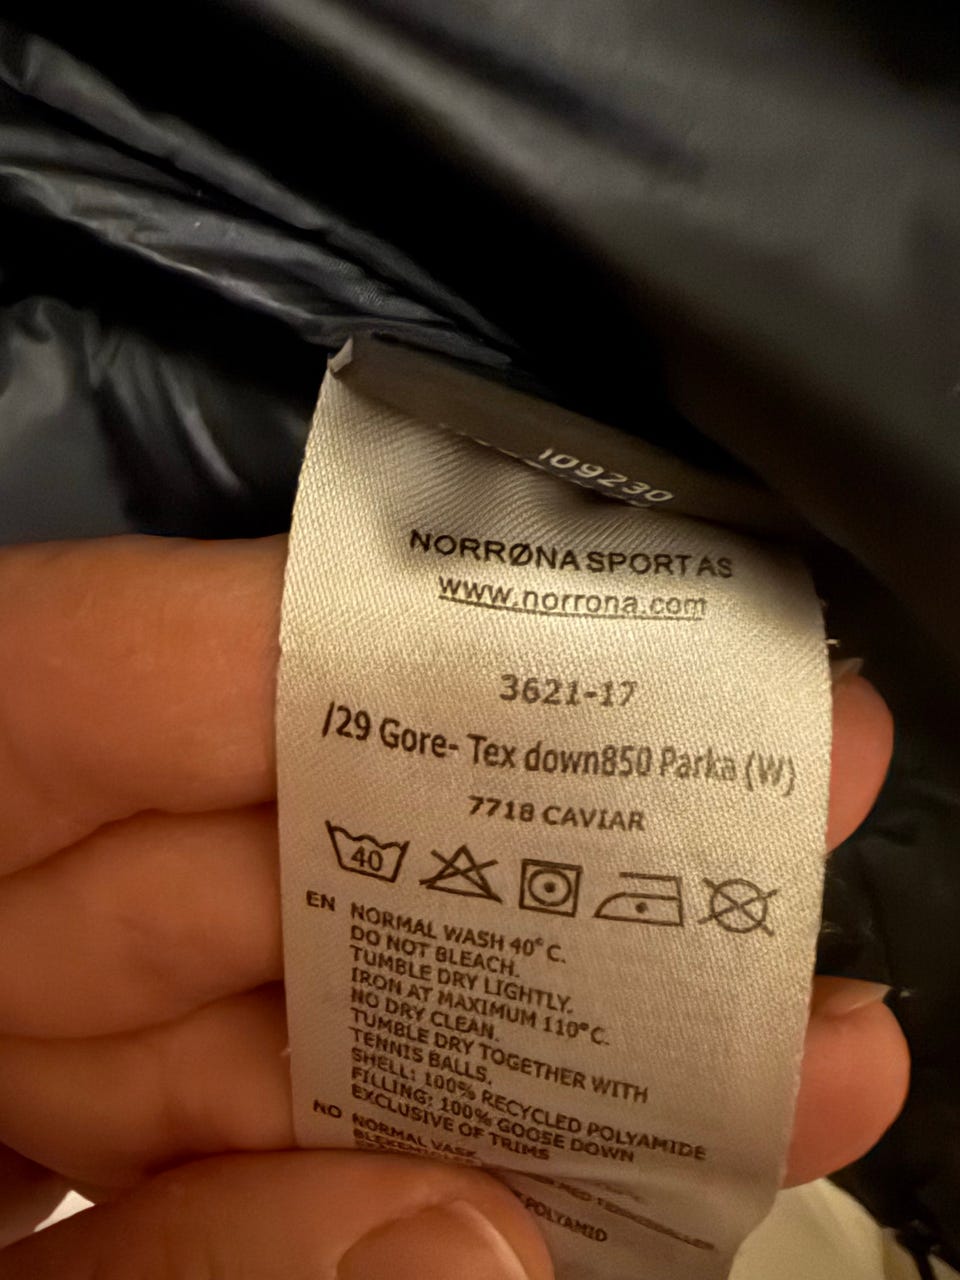 109230
NORRØNA SPORT AS
www.norrona.com
3621-17
/29 Gore- Tex down850 Parka (W)
7718 CAVIAR
40
EN NORMAL WASH 40°C.
DO NOT BLEACH.
TUMBLE DRY LIGHTLY.
IRON AT MAXIMUM 110°C.
NO DRY CLEAN.
TUMBLE DRY TOGETHER WITH
TENNIS BALLS.
SHELL: 100% RECYCLED POLYAMIDE
FILLING: 100% GOOSE DOWN
EXCLUSIVE OF TRIMS
NO NORMAL VASK
POLYAMID